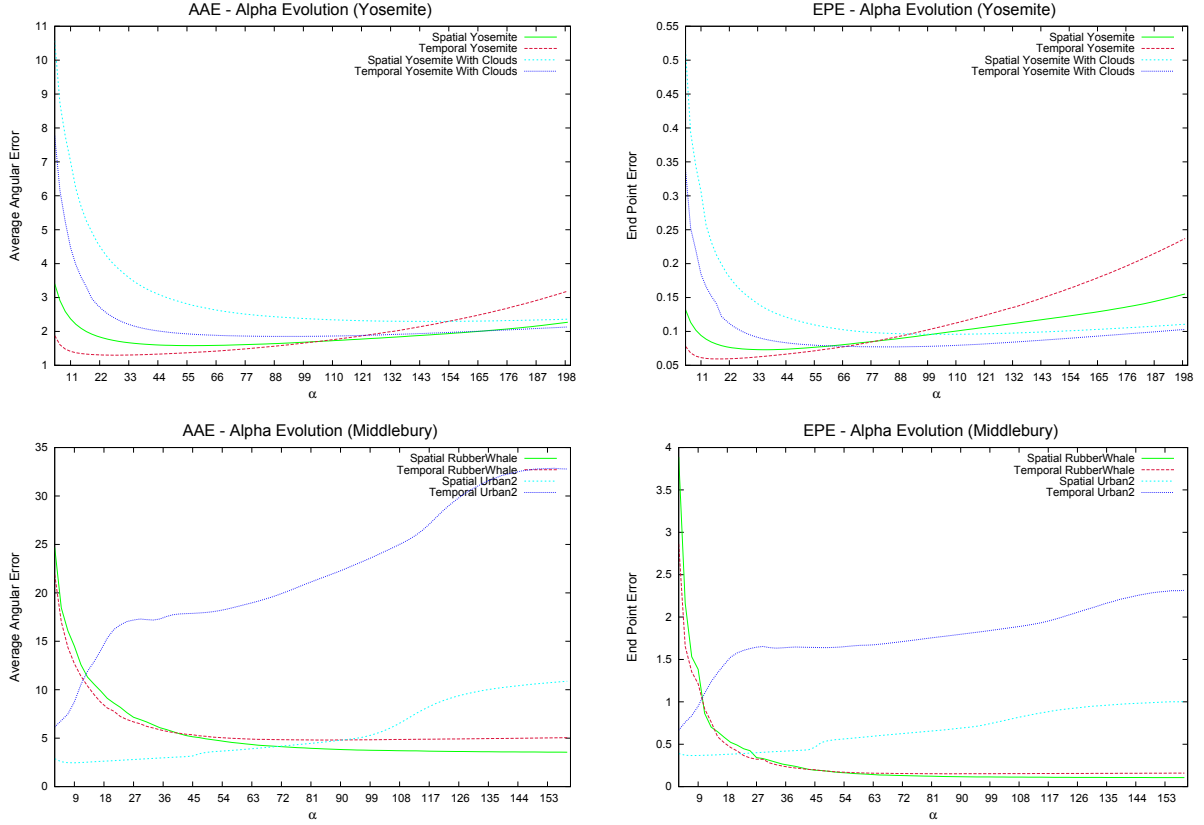 AAE - Alpha Evolution (Yosemite)
11
10
9
8
7
6
5
4
3
2
1
Average Angular Error
Spatial Yosemite
Temporal Yosemite
Spatial Yosemite With Clouds
Temporal Yosemite With Clouds
11 22 33 44 55 66 77 88 99 110 121 132 143 154 165 176 187 198
α
EPE - Alpha Evolution (Yosemite)
0.55
0.5
0.45
0.4
0.35
0.3
0.25
0.2
0.15
0.1
0.05
End Point Error
Spatial Yosemite
Temporal Yosemite
Spatial Yosemite With Clouds
Temporal Yosemite With Clouds
11 22 33 44 55 66 77 88 99 110 121 132 143 154 165 176 187 198
α
AAE - Alpha Evolution (Middlebury)
35
30
25
20
15
10
5
0
Average Angular Error
Spatial RubberWhale
Temporal RubberWhale
Spatial Urban2
Temporal Urban2
9 18 27 36 45 54 63 72 81 90 99 108 117 126 135 144 153
α
EPE - Alpha Evolution (Middlebury)
4
3.5
3
2.5
2
1.5
1
0.5
0
End Point Error
Spatial RubberWhale
Temporal RubberWhale
Spatial Urban2
Temporal Urban2
9 18 27 36 45 54 63 72 81 90 99 108 117 126 135 144 153
α